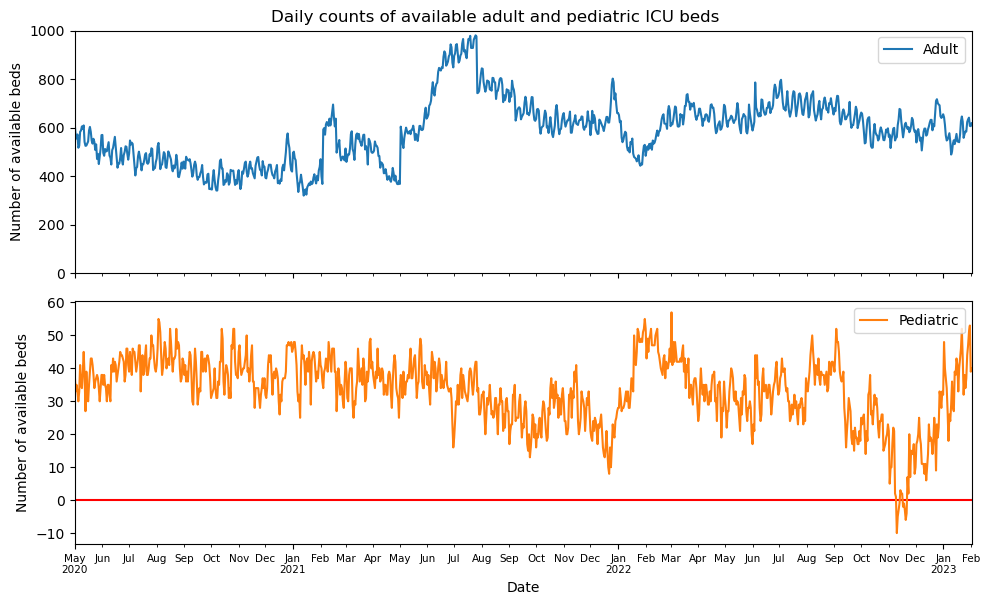 Daily counts of available adult and pediatric ICU beds
Number of available beds
1000
800
600
400
200
0
Adult
Number of available beds
60
50
40
30
20
10
0
−10
Pediatric
May Jun Jul Aug Sep Oct Nov Dec Jan Feb Mar Apr May Jun Jul Aug Sep Oct Nov Dec Jan Feb Mar Apr May Jun Jul Aug Sep Oct Nov Dec Jan Feb
2020 2021 2022 2023
Date